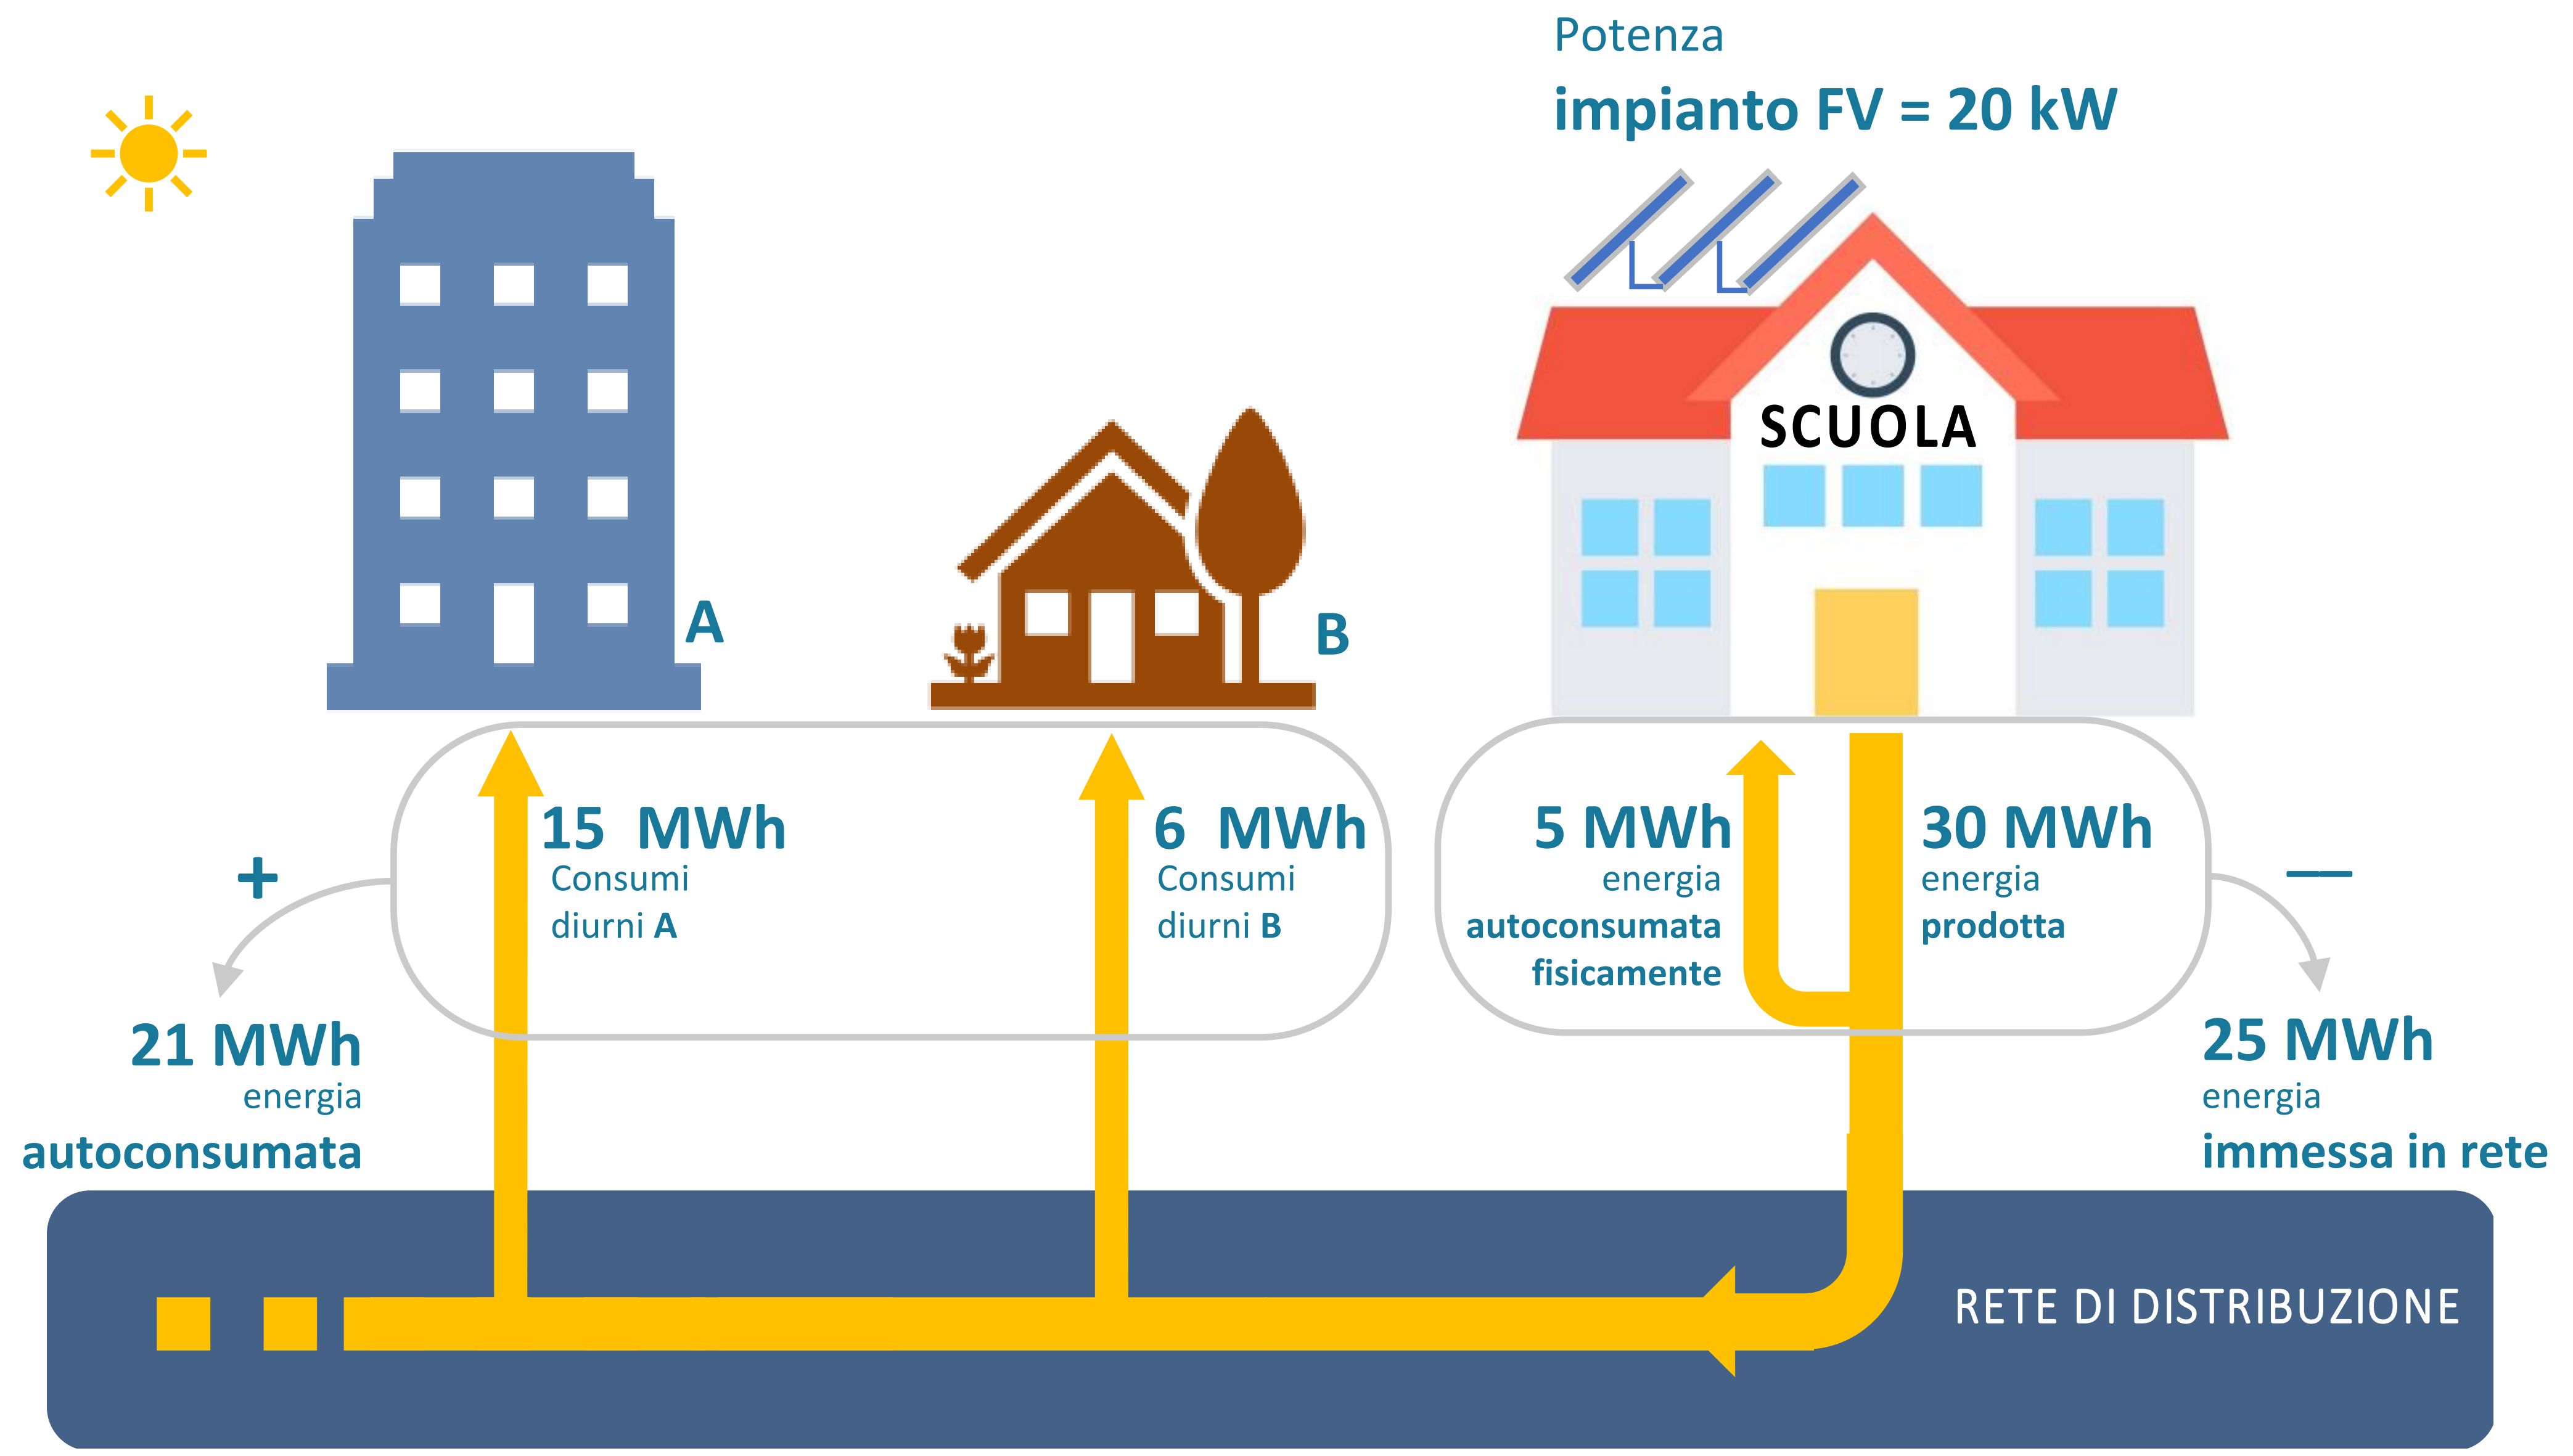 Potenza
impianto FV = 20 kW
SCUOLA
A
B
15 MWh
Consumi
diurni A
6 MWh
Consumi
diurni B
5 MWh
energia
autoconsumata
fisicamente
30 MWh
energia
prodotta
+
—
21 MWh
energia
autoconsumata
25 MWh
energia
immessa in rete
RETE DI DISTRIBUZIONE